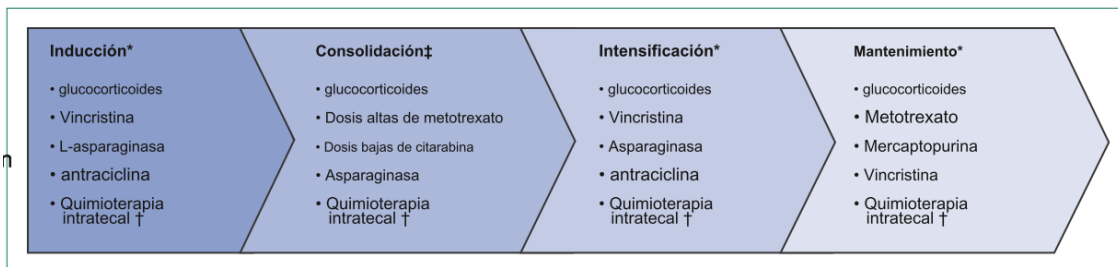 Inducción*
• glucocorticoides
• Vincristina
• L-asparaginasa
• antraciclina
• Quimioterapia
intratecal †
Consolidación‡
• glucocorticoides
• Dosis altas de metotrexato
• Dosis bajas de citarabina
• Asparaginasa
• Quimioterapia
intratecal †
Intensificación*
• glucocorticoides
• Vincristina
• Asparaginasa
• antraciclina
• Quimioterapia
intratecal †
Mantenimiento*
• glucocorticoides
• Metotrexato
• Mercaptopurina
• Vincristina
• Quimioterapia
intratecal †